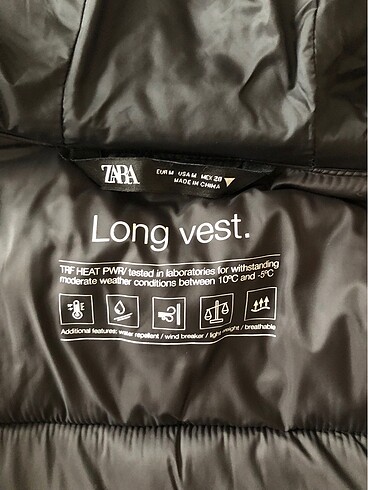 ZARA
EUR M USA M MEX 28
MADE IN CHINA
Long vest.
TRF HEAT PWR/ tested in laboratories for withstanding
moderate weather conditions between 10ºC and -5ºC
Additional features: water repellent / wind breaker / light weight / breathable